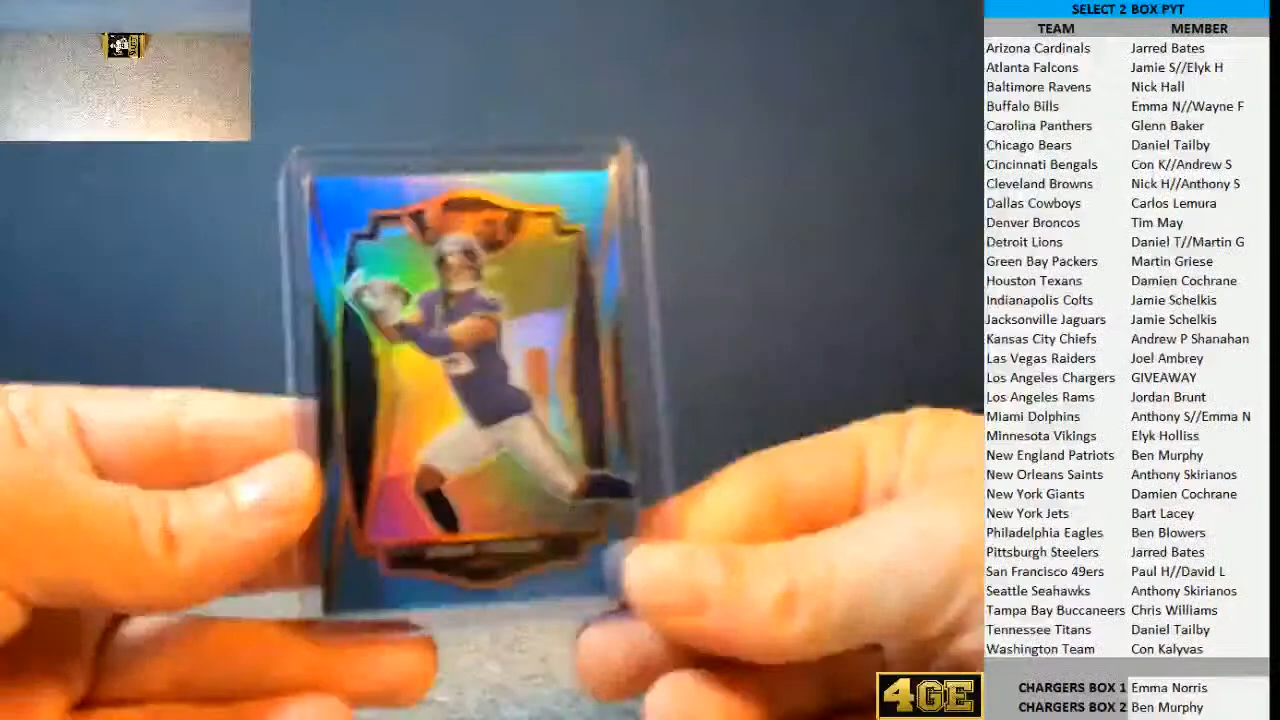 SELECT 2 BOX PYT
TEAM MEMBER
Arizona Cardinals Jarred Bates
Atlanta Falcons Jamie S//Elyk H
Baltimore Ravens Nick Hall
Buffalo Bills Emma N//Wayne F
Carolina Panthers Glenn Baker
Chicago Bears Daniel Tailby
Cincinnati Bengals Con K//Andrew S
Cleveland Browns Nick H//Anthony S
Dallas Cowboys Carlos Lemura
Denver Broncos Tim May
Detroit Lions Daniel T//Martin G
Green Bay Packers Martin Griese
Houston Texans Damien Cochrane
Indianapolis Colts Jamie Schelkis
Jacksonville Jaguars Jamie Schelkis
Kansas City Chiefs Andrew P Shanahan
Las Vegas Raiders Joel Ambrey
Los Angeles Chargers GIVEAWAY
Los Angeles Rams Jordan Brunt
Miami Dolphins Anthony S//Emma N
Minnesota Vikings Elyk Holliss
New England Patriots Ben Murphy
New Orleans Saints Anthony Skirianos
New York Giants Damien Cochrane
New York Jets Bart Lacey
Philadelphia Eagles Ben Blowers
Pittsburgh Steelers Jarred Bates
San Francisco 49ers Paul H//David L
Seattle Seahawks Anthony Skirianos
Tampa Bay Buccaneers Chris Williams
Tennessee Titans Daniel Tailby
Washington Team Con Kalyvas
CHARGERS BOX 1 Emma Norris
CHARGERS BOX 2 Ben Murphy
4GE